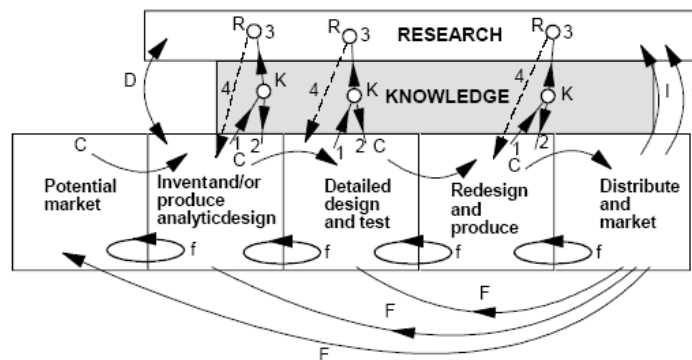 R 3 R 3 R 3
RESEARCH
D 4 4 4 I
K K K
KNOWLEDGE
C 1 2 1 2 1 2
C C C
Potential
market
Inventand/or
produce
analyticdesign
Detailed
design
and test
Redesign
and
produce
Distribute
and
market
f f f f
F
F
F